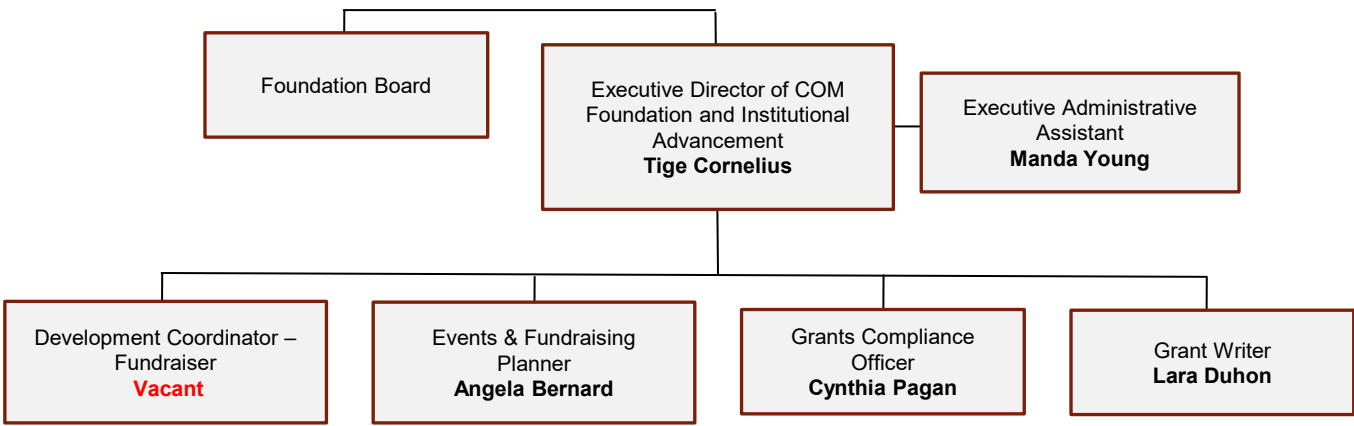 Foundation Board
Executive Director of COM
Foundation and Institutional
Advancement
Tige Cornelius
Executive Administrative
Assistant
Manda Young
Development Coordinator –
Fundraiser
Vacant
Events & Fundraising
Planner
Angela Bernard
Grants Compliance
Officer
Cynthia Pagan
Grant Writer
Lara Duhon